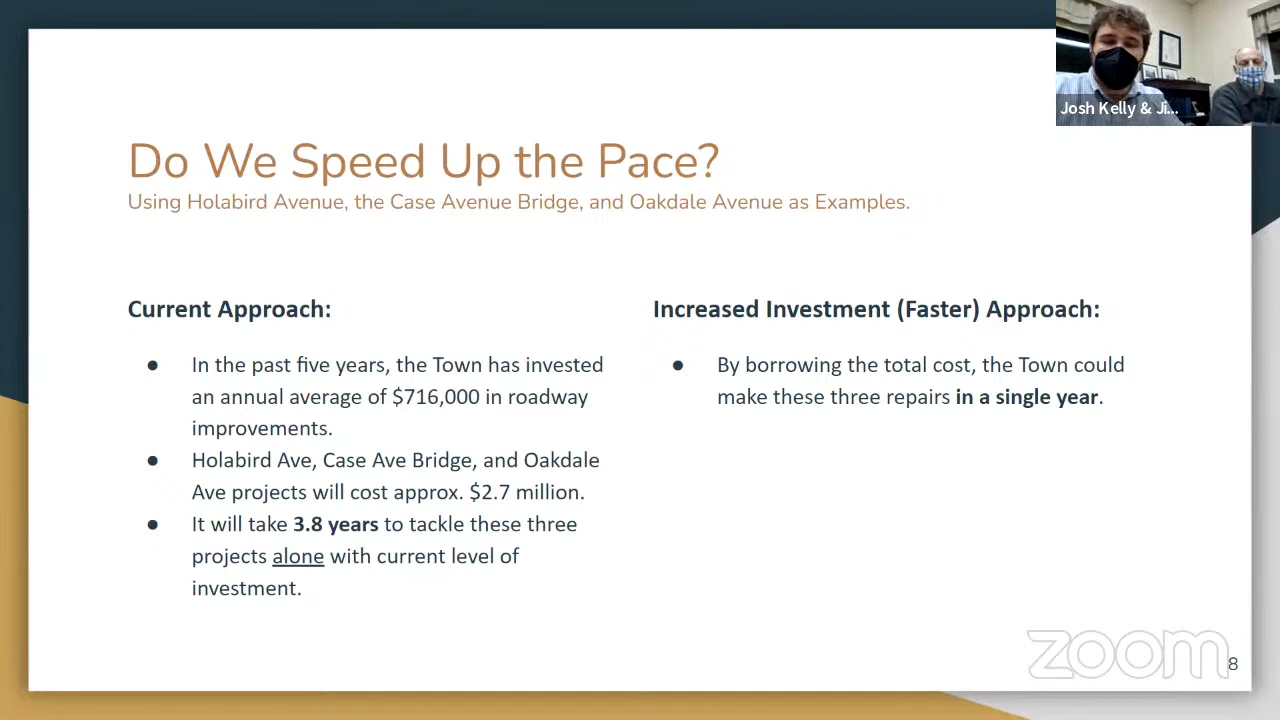 Josh Kelly & Ji...
Do We Speed Up the Pace?
Using Holabird Avenue, the Case Avenue Bridge, and Oakdale Avenue as Examples.
Current Approach:
● In the past five years, the Town has invested
an annual average of $716,000 in roadway
improvements.
● Holabird Ave, Case Ave Bridge, and Oakdale
Ave projects will cost approx. $2.7 million.
● It will take 3.8 years to tackle these three
projects alone with current level of
investment.
Increased Investment (Faster) Approach:
● By borrowing the total cost, the Town could
make these three repairs in a single year.
zoom
8